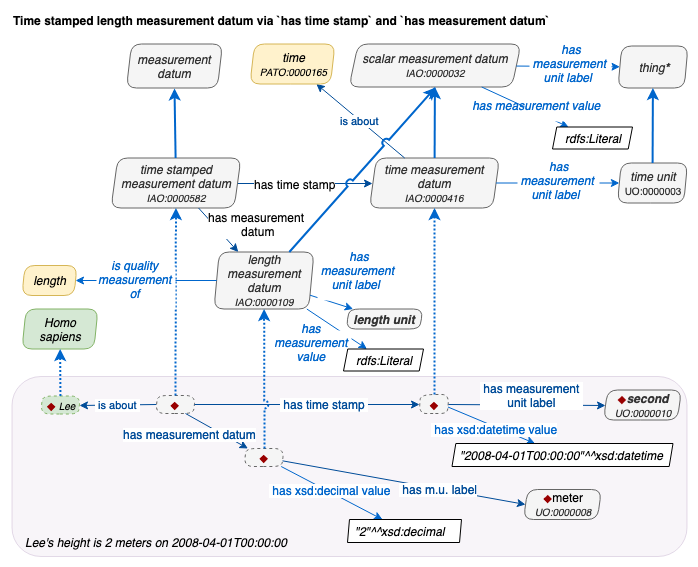 Time stamped length measurement datum via `has time stamp` and `has measurement datum`
measurement
datum
time
PATO:0000165
scalar measurement datum
IAO:0000032
has
measurement
unit label
thing*
has measurement value
is about
rdfs:Literal
time stamped
measurement datum
IAO:0000582
has time stamp
time measurement
datum
IAO:0000416
has
measurement
unit label
time unit
UO:0000003
has measurement
datum
length
is quality
measurement
of
length
measurement
datum
IAO:0000109
has
measurement
unit label
length unit
Homo
sapiens
has
measurement
value
rdfs:Literal
Lee
is about
has time stamp
has measurement
unit label
second
UO:0000010
has measurement datum
has xsd:datetime value
"2008-04-01T00:00:00"^^xsd:datetime
has xsd:decimal value
has m.u. label
meter
UO:0000008
"2"^^xsd:decimal
Lee's height is 2 meters on 2008-04-01T00:00:00